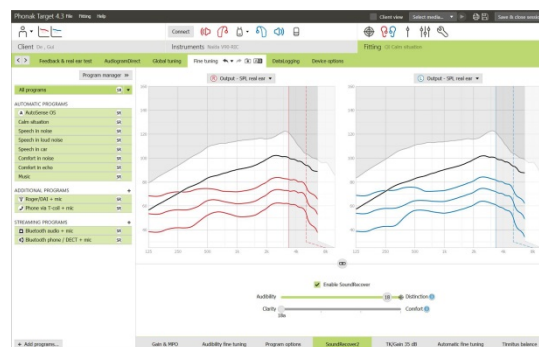 Phonak Target 4.3 File Fitting Help
Client view Select media... Save & close session
Connect
Client
Instruments
Fitting
Feedback & real ear test AudiogramDirect Global tuning Fine tuning DataLogging Device options
Program manager
All programs
AUTOMATIC PROGRAMS
AutoSense OS
Calm situation
Speech in noise
Speech in loud noise
Speech in car
Comfort in noise
Comfort in echo
Music
ADDITIONAL PROGRAMS
Roger/DAI + mic
Phone via T-coil + mic
STREAMING PROGRAMS
Bluetooth audio + mic
Bluetooth phone / DECT + mic
+ Add programs...
R Output - SPL real ear
L Output - SPL real ear
Enable SoundRecover
Audibility Distinction
Clarity Comfort
Gain & MPO Audibility fine tuning Program options SoundRecover2 TK/Gain 35 dB Automatic fine tuning Tinnitus balance